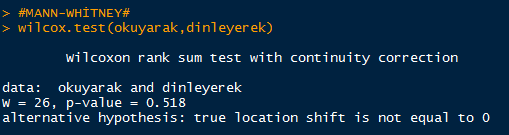 > #MANN-WHİTNEY#
> wilcox.test(okuyarak,dinleyerek)
Wilcoxon rank sum test with continuity correction
data:  okuyarak and dinleyerek
W = 26, p-value = 0.518
alternative hypothesis: true location shift is not equal to 0